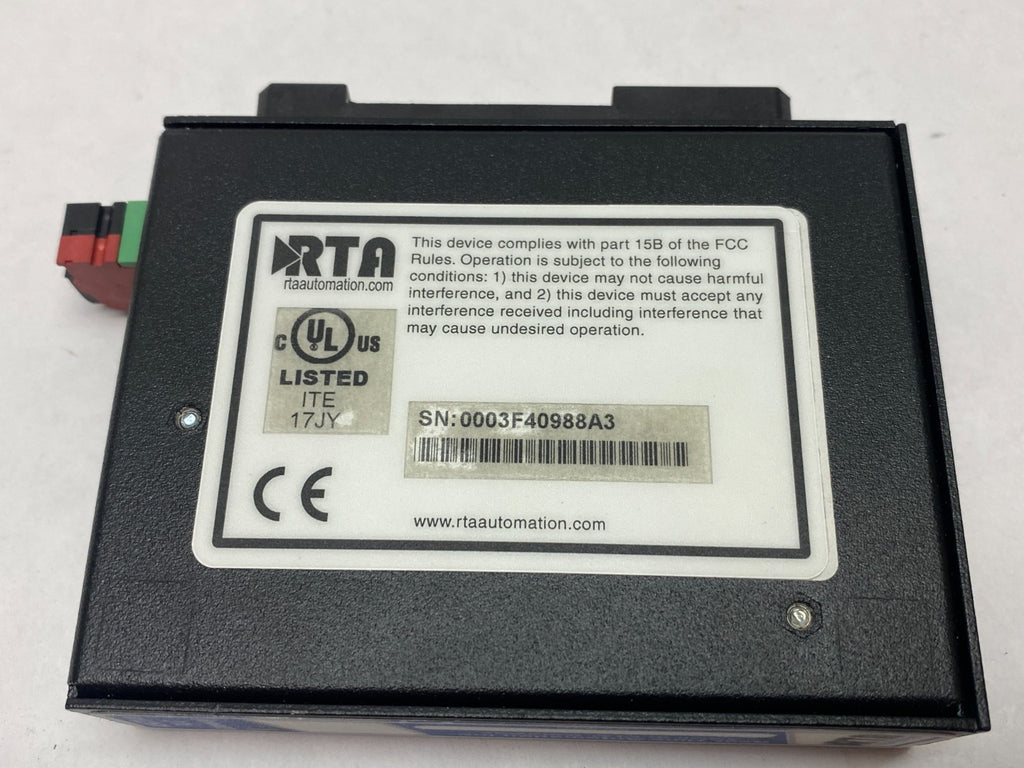 RTA
rtaautomation.com
This device complies with part 15B of the FCC
Rules. Operation is subject to the following
conditions: 1) this device may not cause harmful
interference, and 2) this device must accept any
interference received including interference that
may cause undesired operation.
C UL US
LISTED
ITE
17JY
SN:0003F40988A3
CE
www.rtaautomation.com